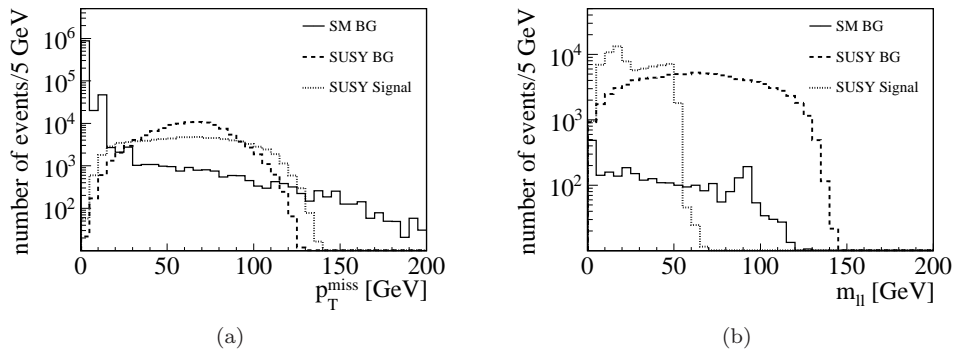 number of events/5 GeV
10^6
10^5
10^4
10^3
10^2
SM BG
SUSY BG
SUSY Signal
0 50 100 150 200
p_T^miss [GeV]
(a)
number of events/5 GeV
10^4
10^3
10^2
SM BG
SUSY BG
SUSY Signal
0 50 100 150 200
m_ll [GeV]
(b)